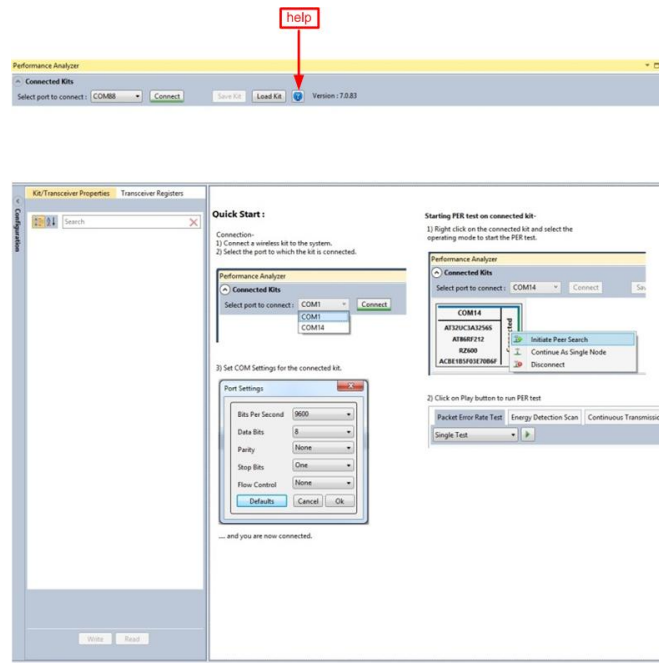 help
Performance Analyzer
Connected Kits
Select port to connect : COM88 Connect Save Kit Load Kit ? Version : 7.0.83
Kit/Transceiver Properties Transceiver Registers
Configuration
Search
Write Read
Quick Start :
Connection-
1) Connect a wireless kit to the system.
2) Select the port to which the kit is connected.
Performance Analyzer
Connected Kits
Select port to connect : COM1 Connect
COM1
COM14
3) Set COM Settings for the connected kit.
Port Settings
Bits Per Second 9600
Data Bits 8
Parity None
Stop Bits One
Flow Control None
Defaults Cancel Ok
.... and you are now connected.
Starting PER test on connected kit-
1) Right click on the connected kit and select the
operating mode to start the PER test.
Performance Analyzer
Connected Kits
Select port to connect : COM14 Connect
COM14
AT32UC3A3256S
AT86RF212
RZ600
Connected
Initiate Peer Search
Continue As Single Node
Disconnect
2) Click on Play button to run PER test
Packet Error Rate Test Energy Detection Scan Continuous Transmissio
Single Test